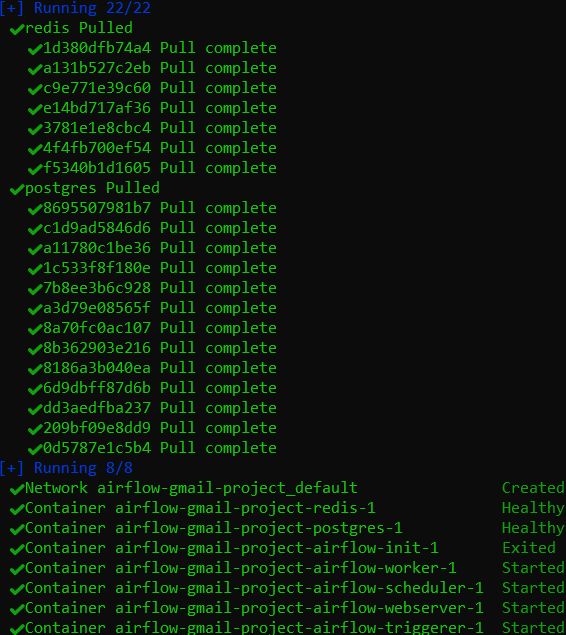 [+] Running 22/22
✔redis Pulled
✔1d380dfb74a4 Pull complete
✔a131b527c2eb Pull complete
✔c9e771e39c60 Pull complete
✔e14bd717af36 Pull complete
✔3781e1e8cbc4 Pull complete
✔4f4fb700ef54 Pull complete
✔f5340b1d1605 Pull complete
✔postgres Pulled
✔8695507981b7 Pull complete
✔c1d9ad5846d6 Pull complete
✔a11780c1be36 Pull complete
✔1c533f8f180e Pull complete
✔7b8ee3b6c928 Pull complete
✔a3d79e08565f Pull complete
✔8a70fc0ac107 Pull complete
✔8b362903e216 Pull complete
✔8186a3b040ea Pull complete
✔6d9dbff87d6b Pull complete
✔dd3aedfba237 Pull complete
✔209bf09e8dd9 Pull complete
✔0d5787e1c5b4 Pull complete
[+] Running 8/8
✔Network airflow-gmail-project_default Created
✔Container airflow-gmail-project-redis-1 Healthy
✔Container airflow-gmail-project-postgres-1 Healthy
✔Container airflow-gmail-project-airflow-init-1 Exited
✔Container airflow-gmail-project-airflow-worker-1 Started
✔Container airflow-gmail-project-airflow-scheduler-1 Started
✔Container airflow-gmail-project-airflow-webserver-1 Started
✔Container airflow-gmail-project-airflow-triggerer-1 Started